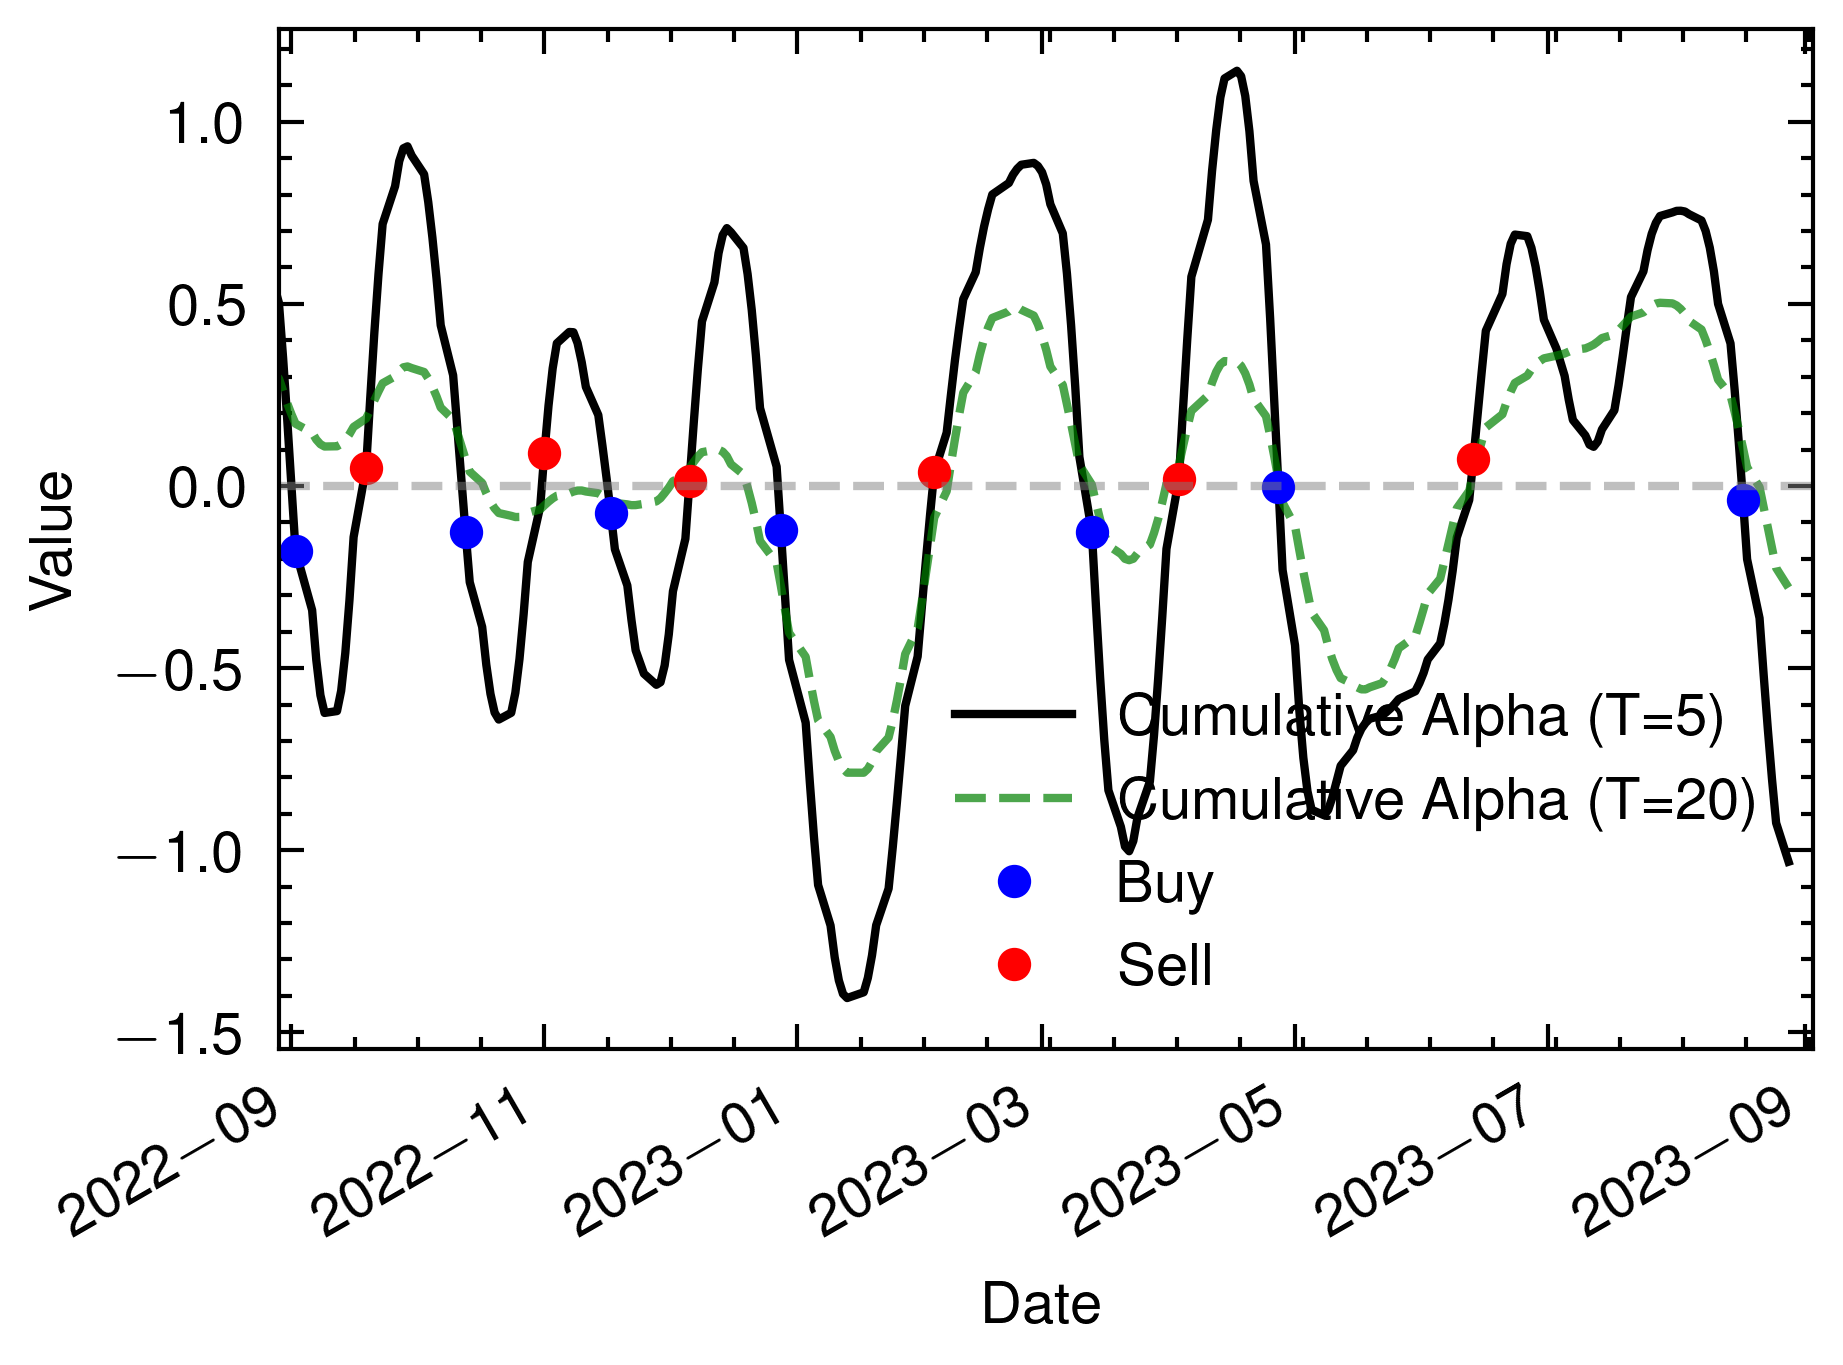 1.0
0.5
0.0
−0.5
−1.0
−1.5
Value
Cumulative Alpha (T=5)
Cumulative Alpha (T=20)
Buy
Sell
2022−09
2022−11
2023−01
2023−03
2023−05
2023−07
2023−09
Date